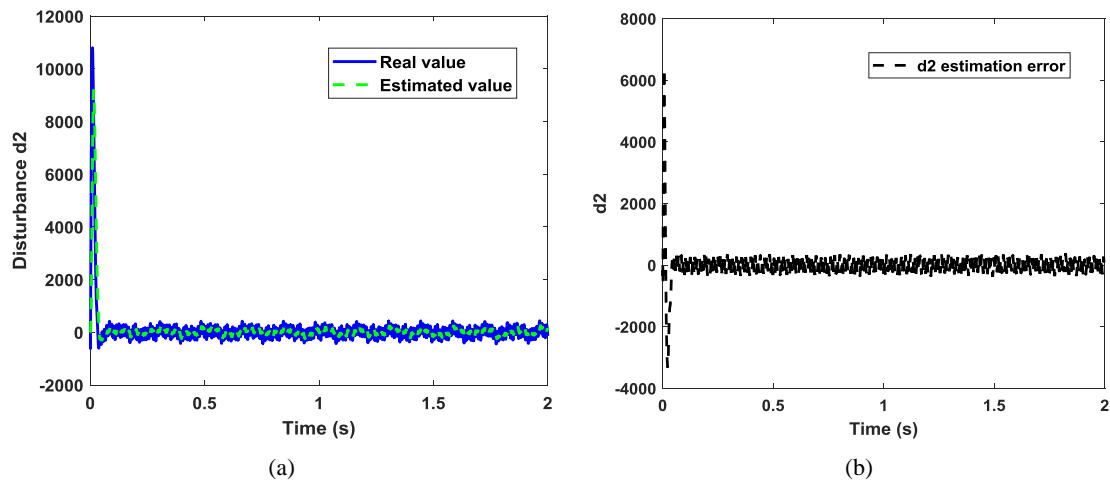 12000
10000
8000
6000
4000
2000
0
-2000
Disturbance d2
Real value
Estimated value
0
0.5
1
1.5
2
Time (s)
(a)
8000
6000
4000
2000
0
-2000
-4000
d2
d2 estimation error
0
0.5
1
1.5
2
Time (s)
(b)